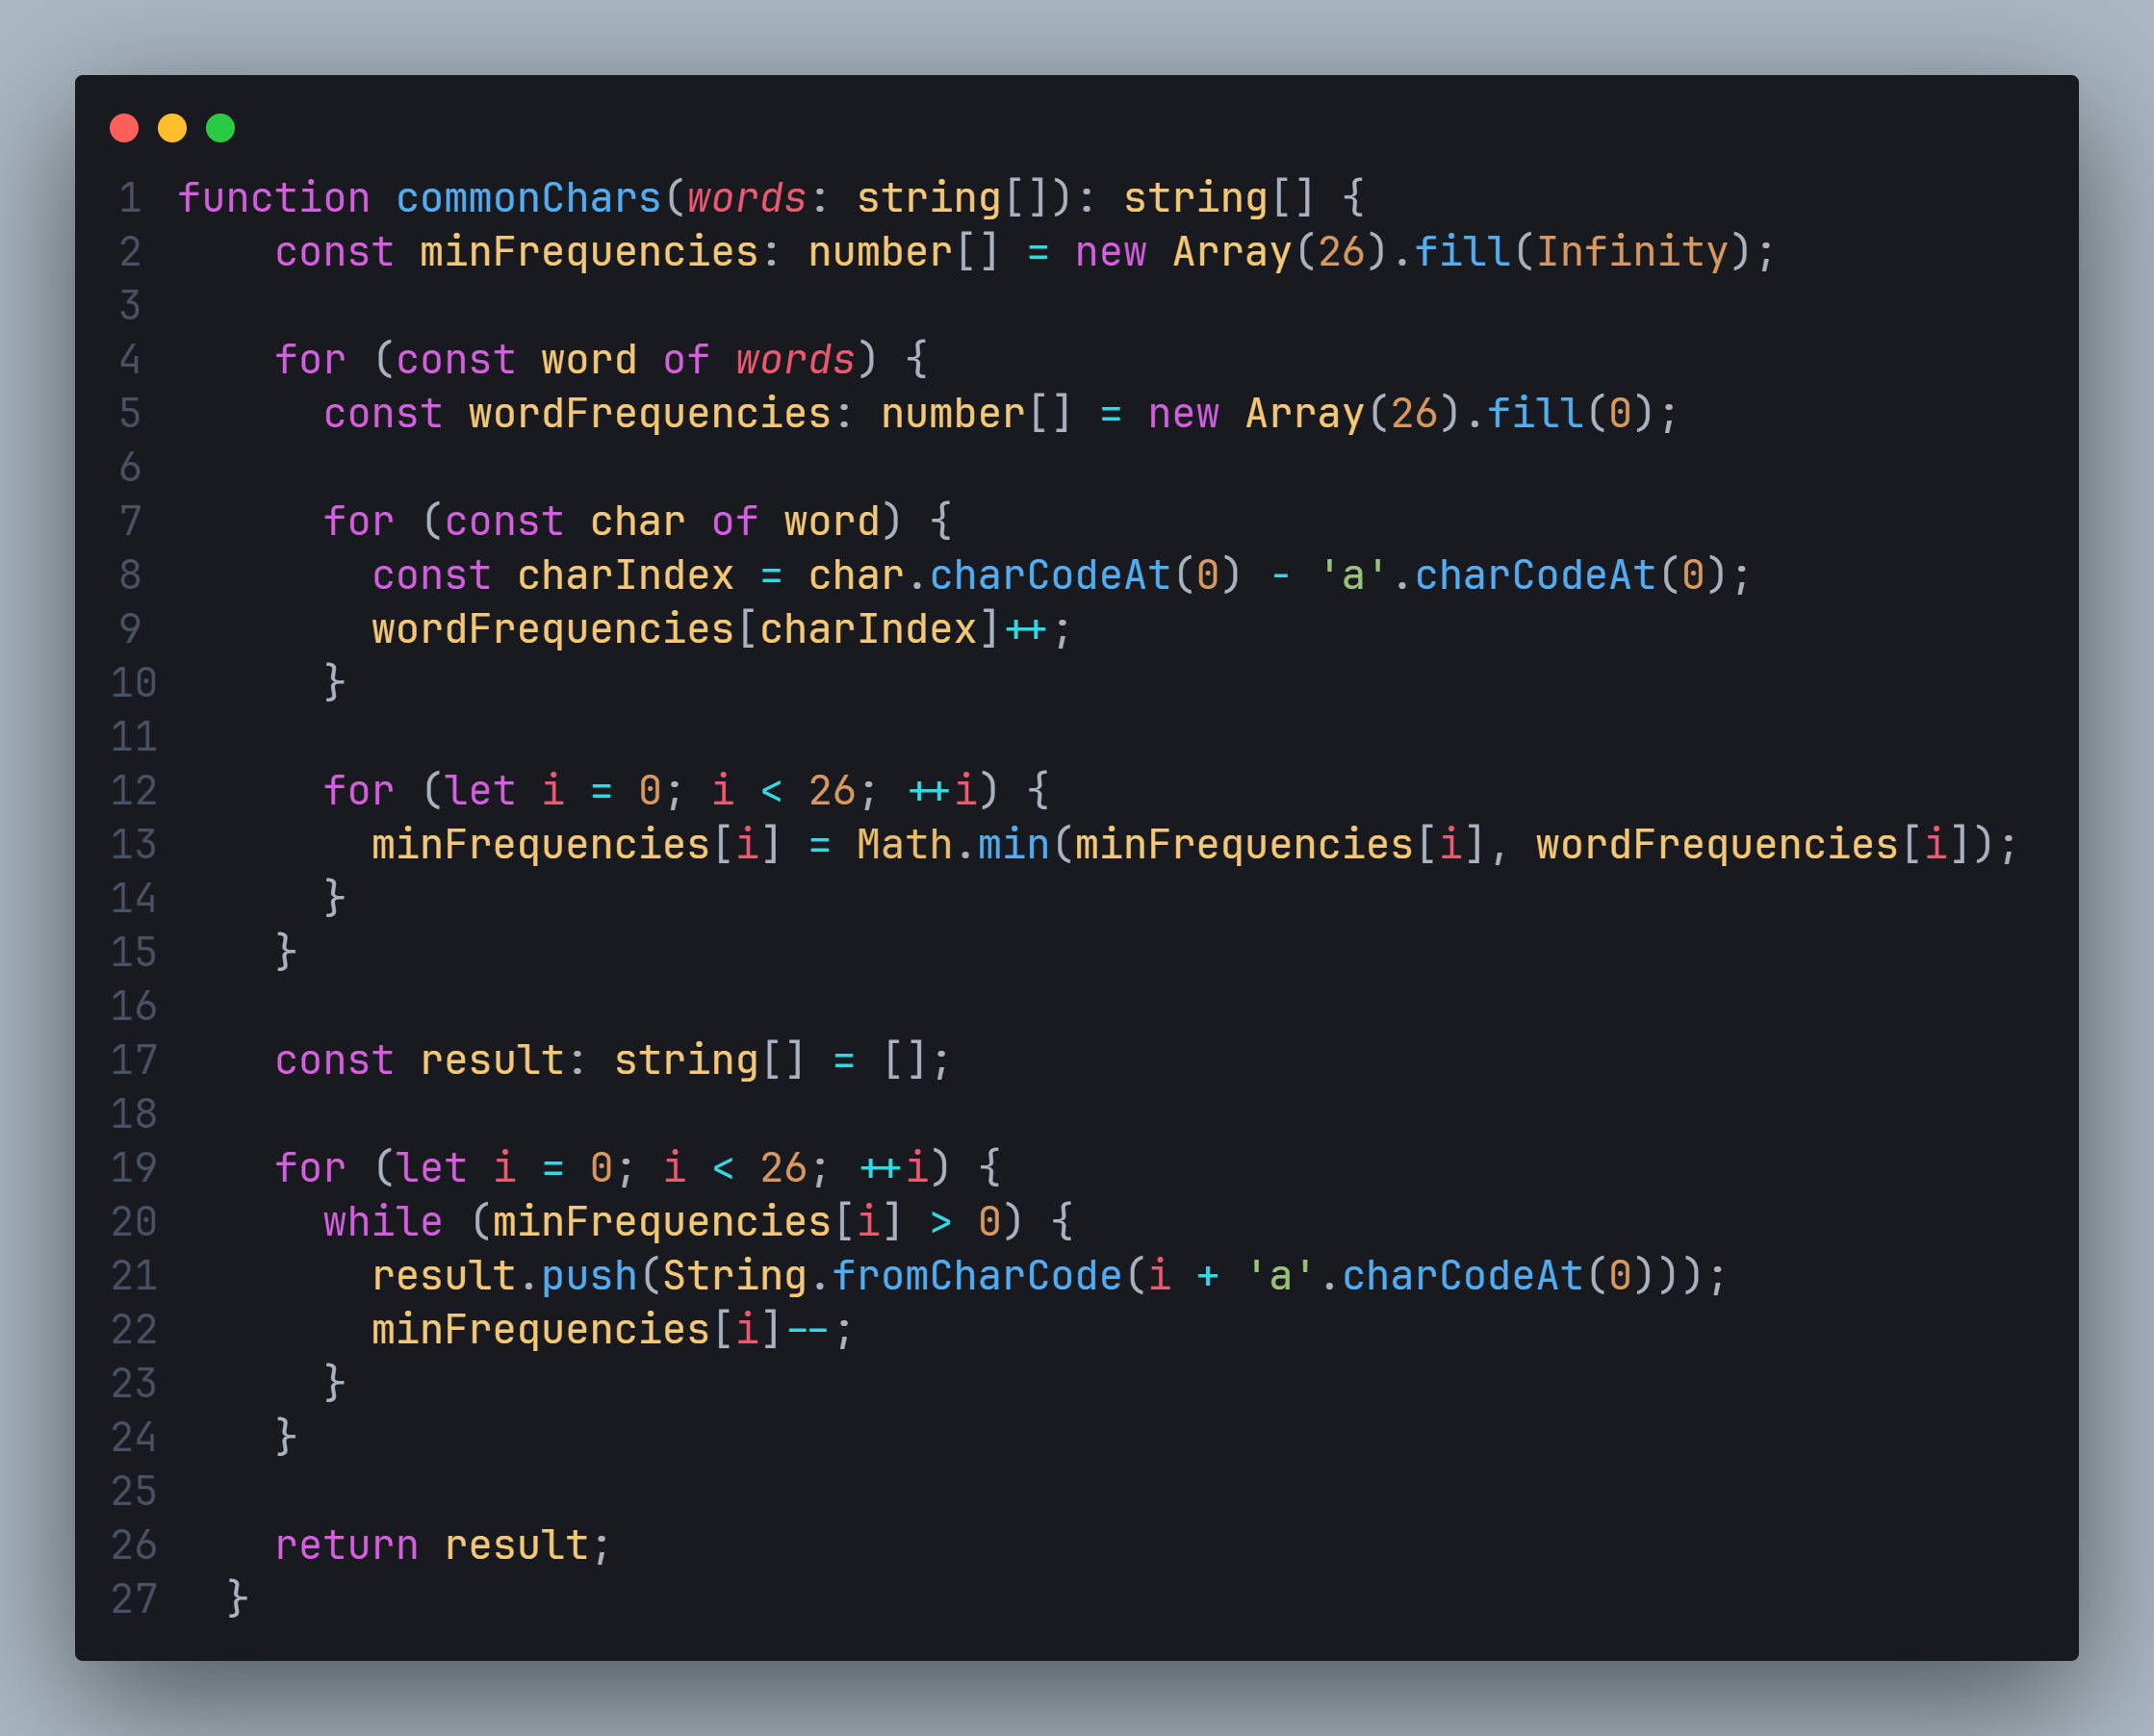 1 function commonChars(words: string[]): string[] {
2     const minFrequencies: number[] = new Array(26).fill(Infinity);
3
4     for (const word of words) {
5       const wordFrequencies: number[] = new Array(26).fill(0);
6
7       for (const char of word) {
8         const charIndex = char.charCodeAt(0) - 'a'.charCodeAt(0);
9         wordFrequencies[charIndex]++;
10       }
11
12       for (let i = 0; i < 26; ++i) {
13         minFrequencies[i] = Math.min(minFrequencies[i], wordFrequencies[i]);
14       }
15     }
16
17     const result: string[] = [];
18
19     for (let i = 0; i < 26; ++i) {
20       while (minFrequencies[i] > 0) {
21         result.push(String.fromCharCode(i + 'a'.charCodeAt(0)));
22         minFrequencies[i]--;
23       }
24     }
25
26     return result;
27   }